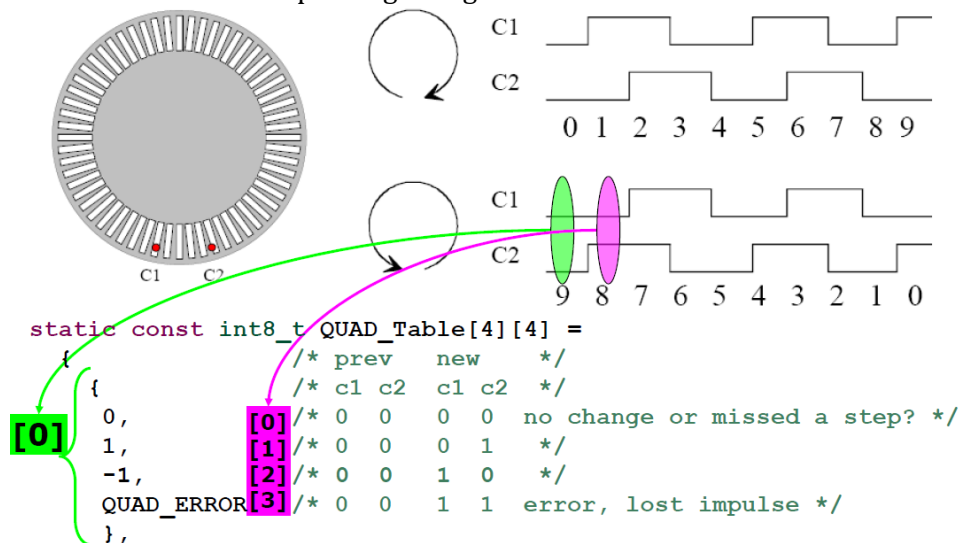 C1
C2
0 1 2 3 4 5 6 7 8 9
C1
C2
9 8 7 6 5 4 3 2 1 0
C1 C2
static const int8_t QUAD_Table[4][4] =
{ /* prev new */
{ /* c1 c2 c1 c2 */
[0]
0, [0] /* 0 0 0 0 no change or missed a step? */
1, [1] /* 0 0 0 1 */
-1, [2] /* 0 0 1 0 */
QUAD_ERROR [3] /* 0 0 1 1 error, lost impulse */
},